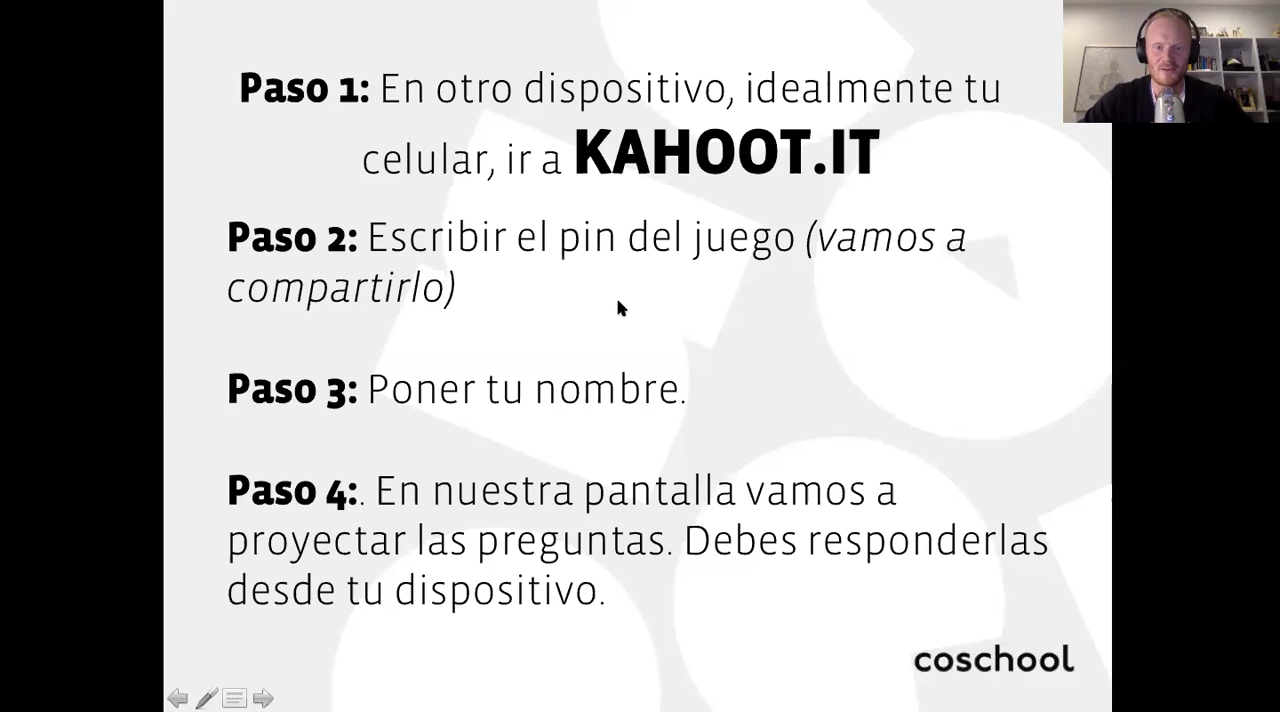 Paso 1: En otro dispositivo, idealmente tu
celular, ir a KAHOOT.IT
Paso 2: Escribir el pin del juego (vamos a
compartirlo)
Paso 3: Poner tu nombre.
Paso 4:. En nuestra pantalla vamos a
proyectar las preguntas. Debes responderlas
desde tu dispositivo.
coschool